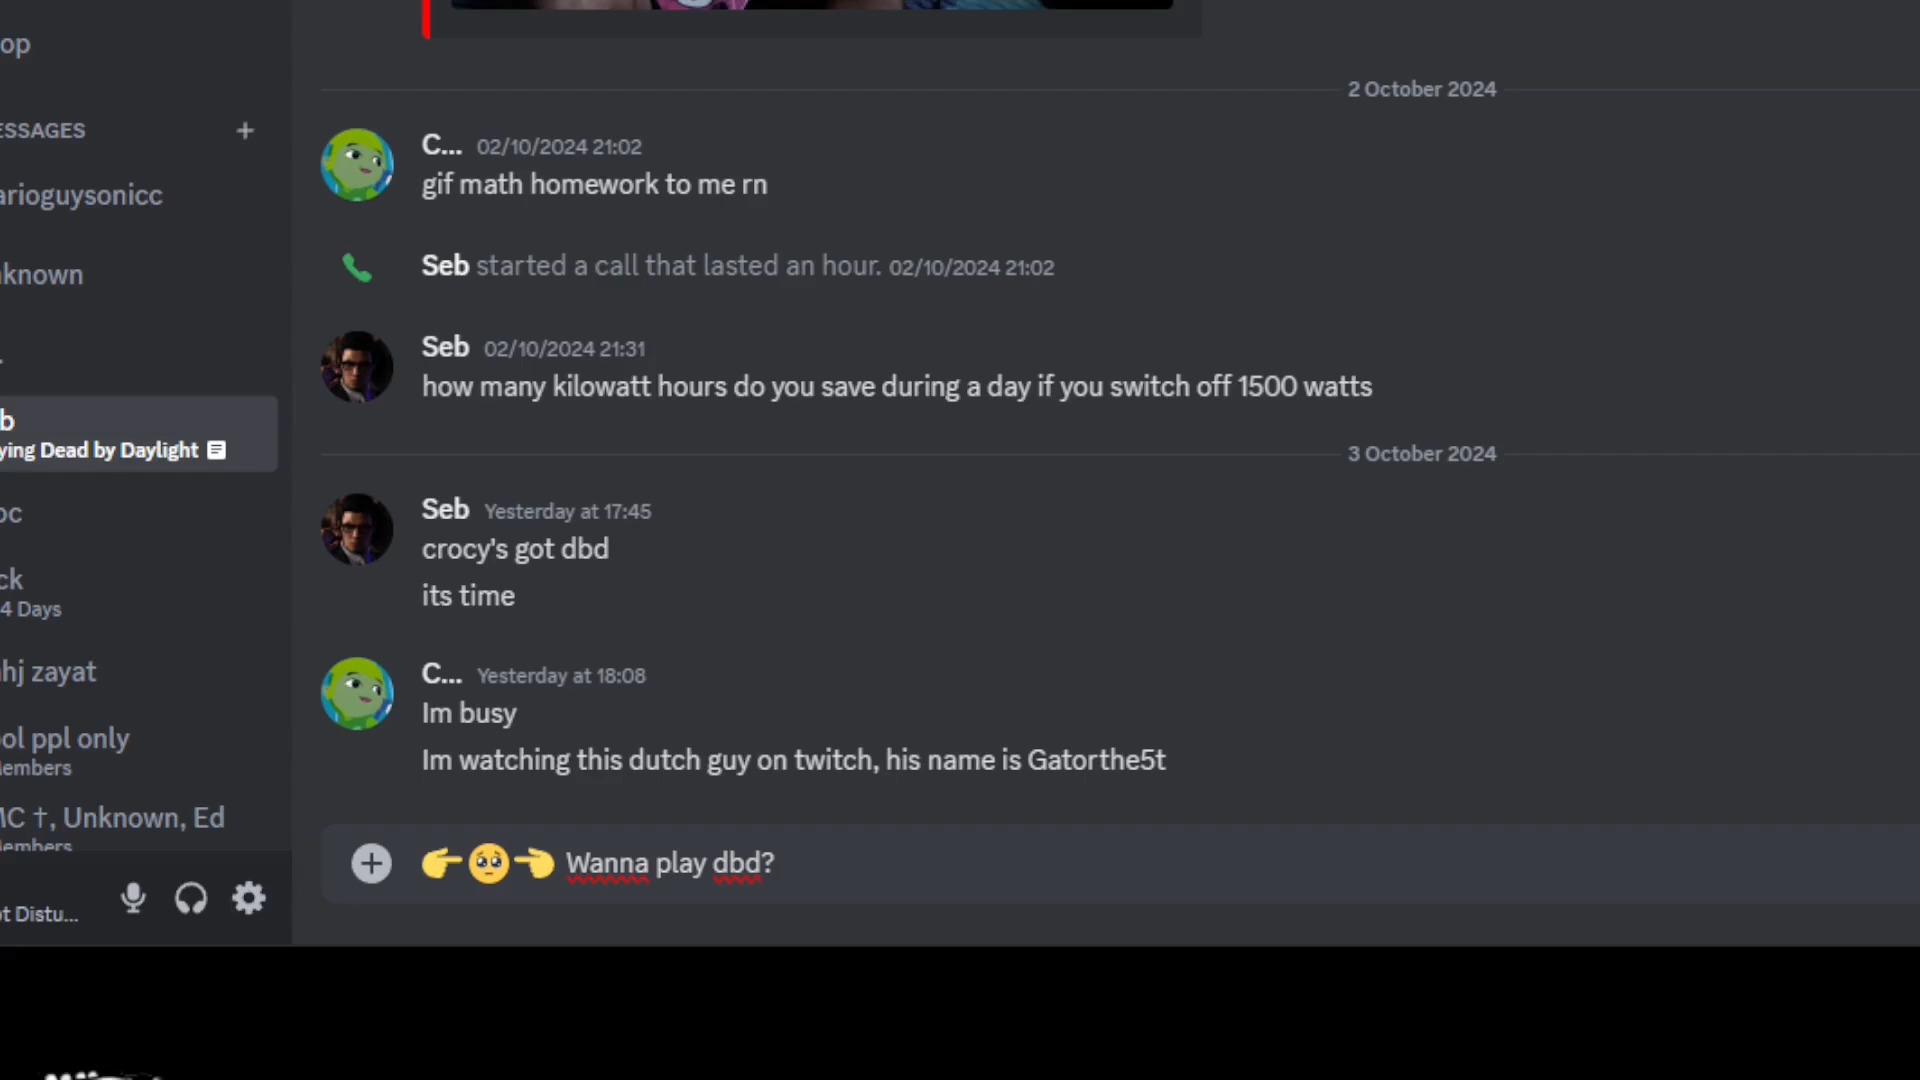 op
ESSAGES
arioguysonicc
nknown
b
ying Dead by Daylight
oc
ck
4 Days
hj zayat
ol ppl only
embers
MC †, Unknown, Ed
embers
t Distu...
2 October 2024
C... 02/10/2024 21:02
gif math homework to me rn
Seb started a call that lasted an hour. 02/10/2024 21:02
Seb 02/10/2024 21:31
how many kilowatt hours do you save during a day if you switch off 1500 watts
3 October 2024
Seb Yesterday at 17:45
crocy's got dbd
its time
C... Yesterday at 18:08
Im busy
Im watching this dutch guy on twitch, his name is Gatorthe5t
👉🥺👈 Wanna play dbd?